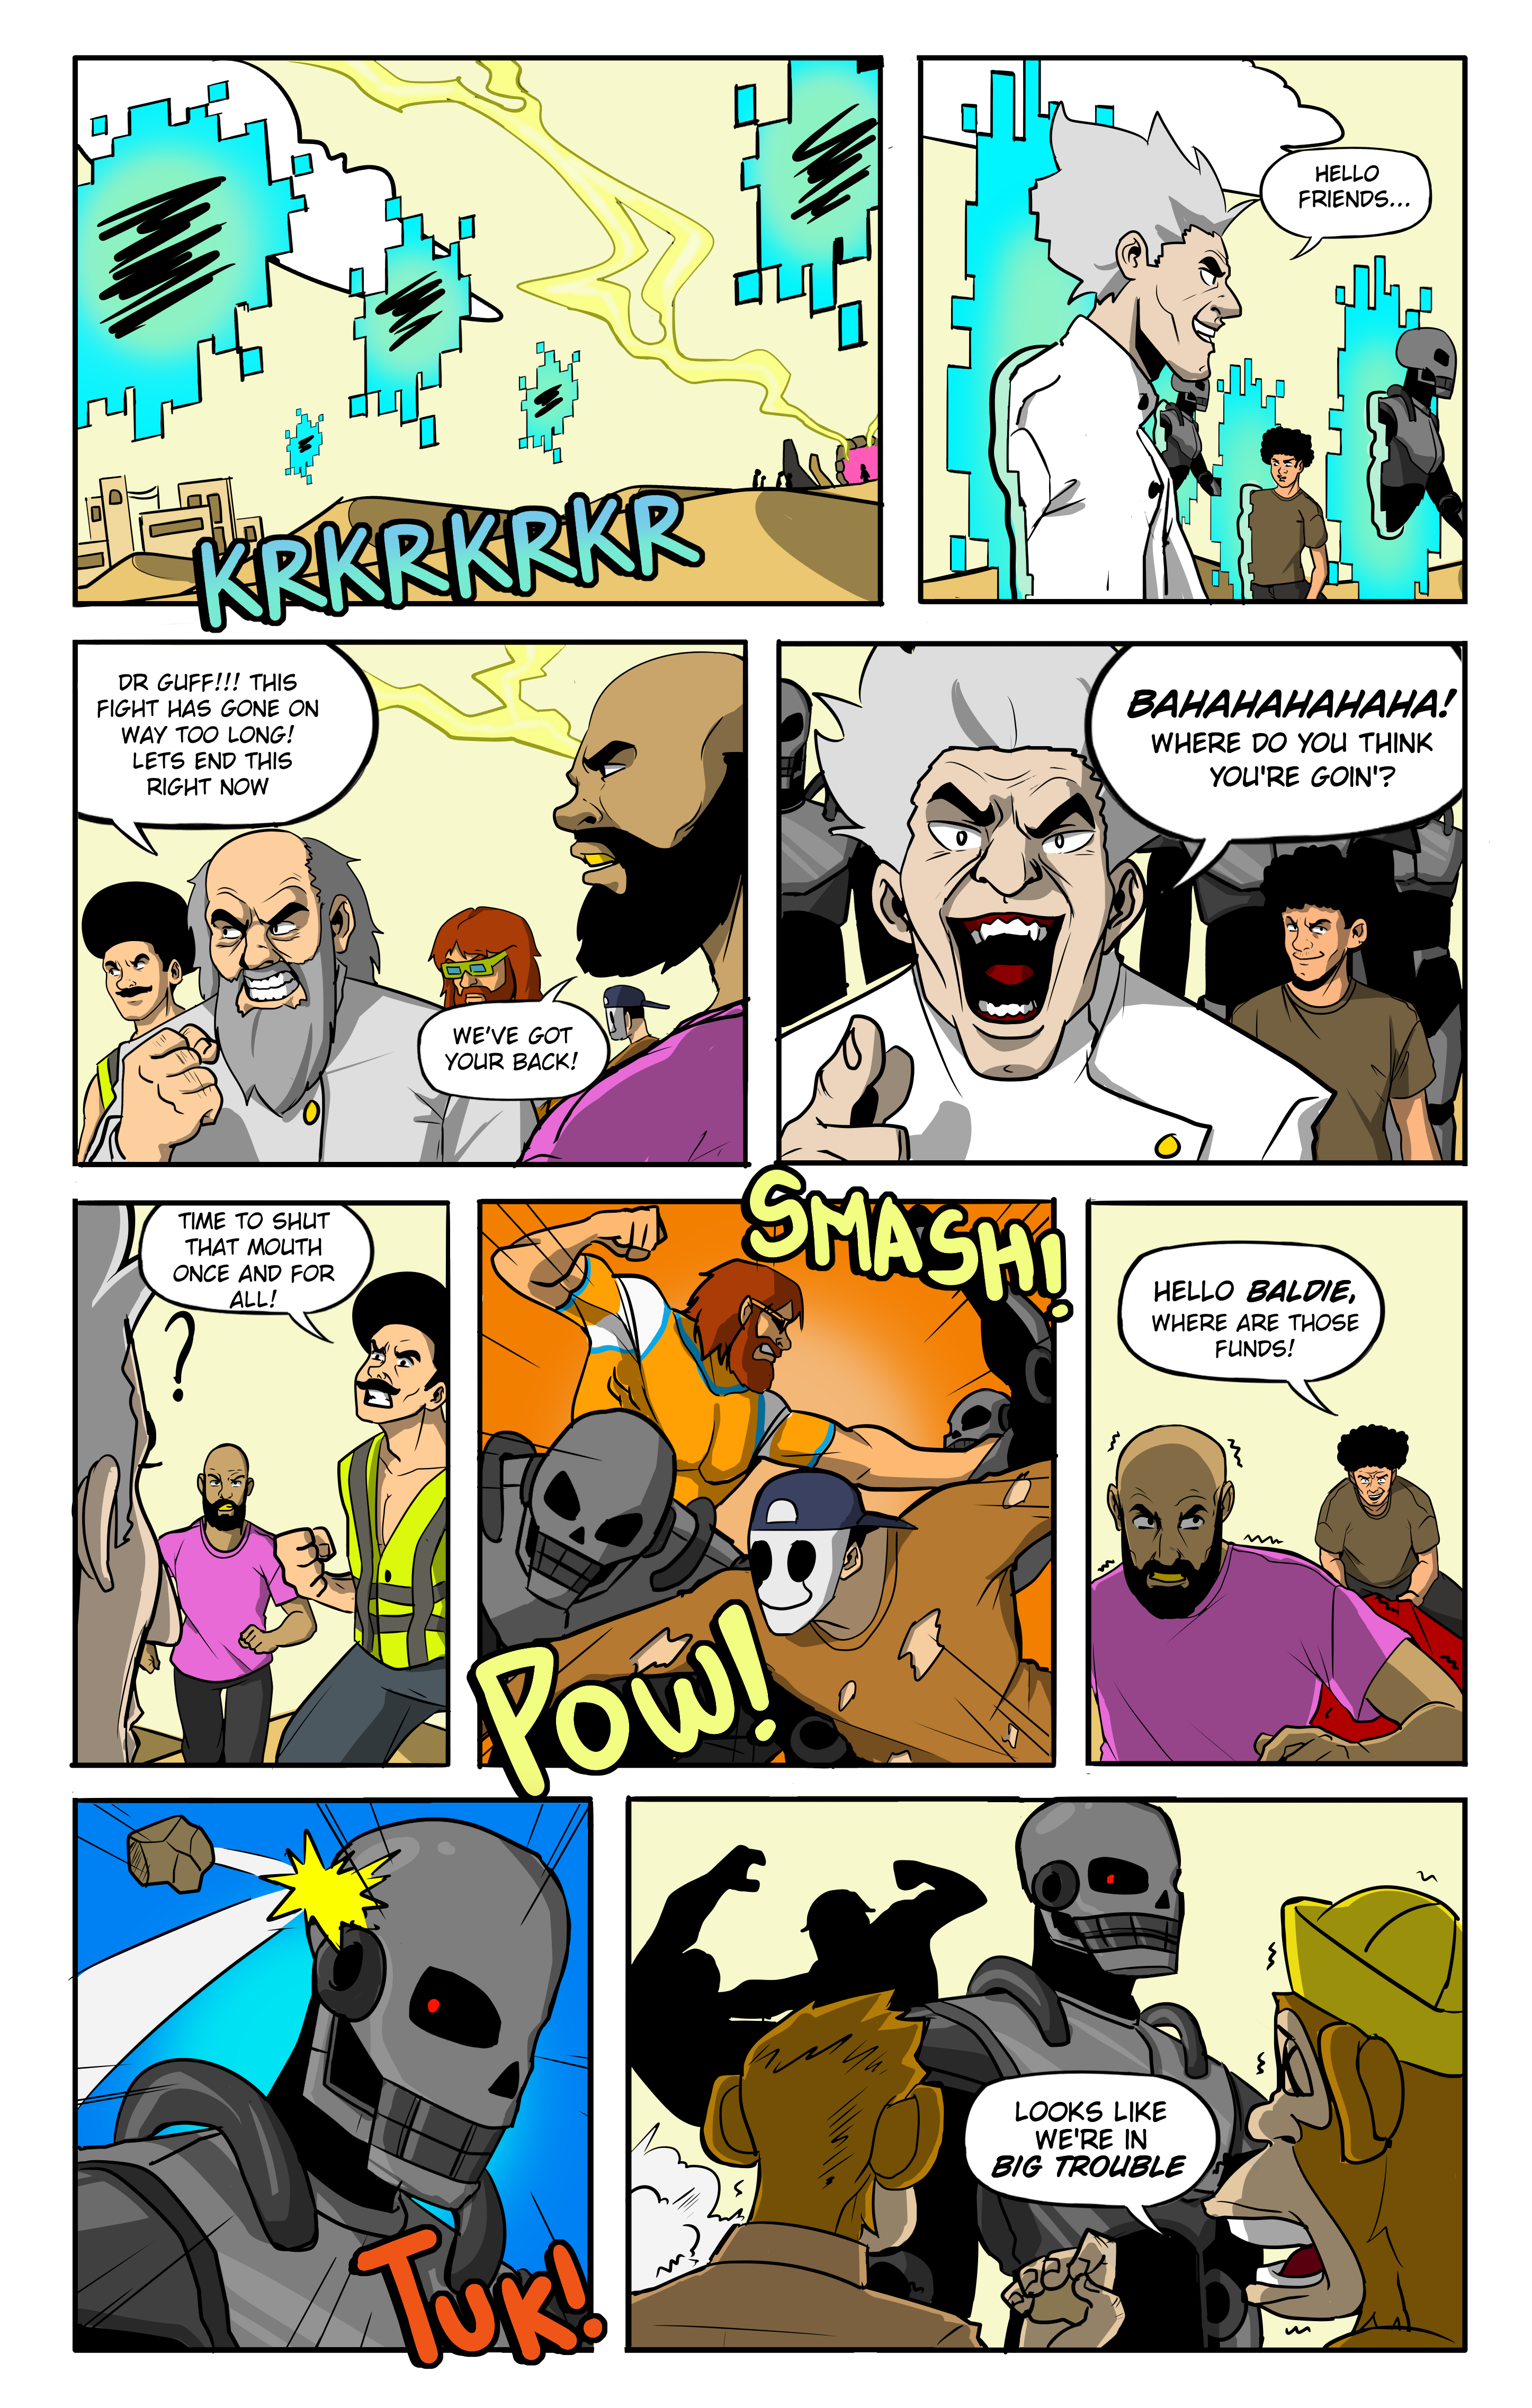 KRKRKRKR
HELLO
FRIENDS...
DR GUFF!!! THIS
FIGHT HAS GONE ON
WAY TOO LONG!
LETS END THIS
RIGHT NOW
WE'VE GOT
YOUR BACK!
BAHAHAHAHAHA!
WHERE DO YOU THINK
YOU'RE GOIN'?
TIME TO SHUT
THAT MOUTH
ONCE AND FOR
ALL!
?
SMASH!
POW!
HELLO BALDIE,
WHERE ARE THOSE
FUNDS!
TUK!
LOOKS LIKE
WE'RE IN
BIG TROUBLE